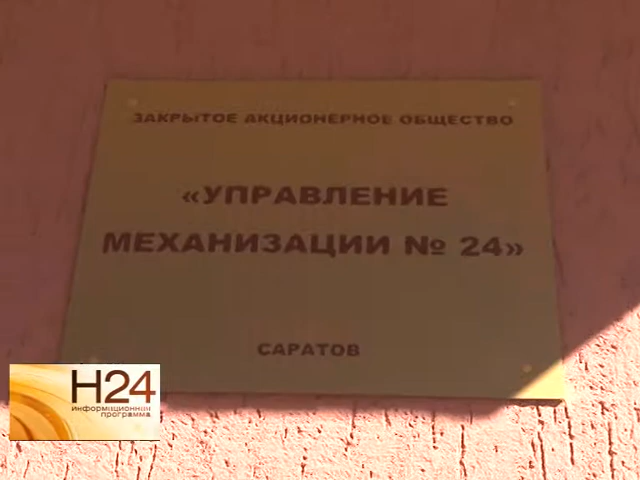 ЗАКРЫТОЕ АКЦИОНЕРНОЕ ОБЩЕСТВО
«УПРАВЛЕНИЕ
МЕХАНИЗАЦИИ № 24»
САРАТОВ
Н24
информационная
программа